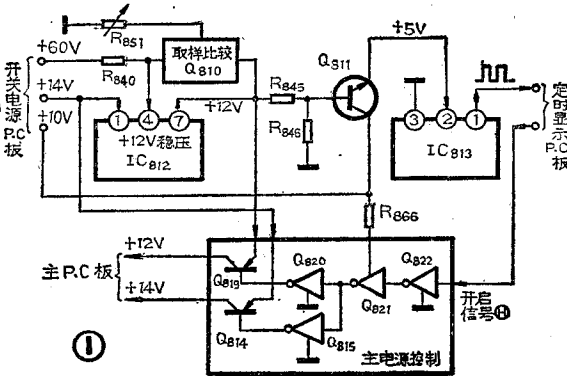 R851
+60V
R840
取样比较
Q810
+14V
+10V
开关电源P.C板
① ④ ⑦
+12V稳压
IC812
+12V
R845
R846
Q811
+5V
③ ② ①
IC813
定时显示P.C板
R866
+12V
主P.C板
+14V
Q819
Q820
Q822
Q821
Q814
Q815
开启信号Ⓗ
主电源控制
①